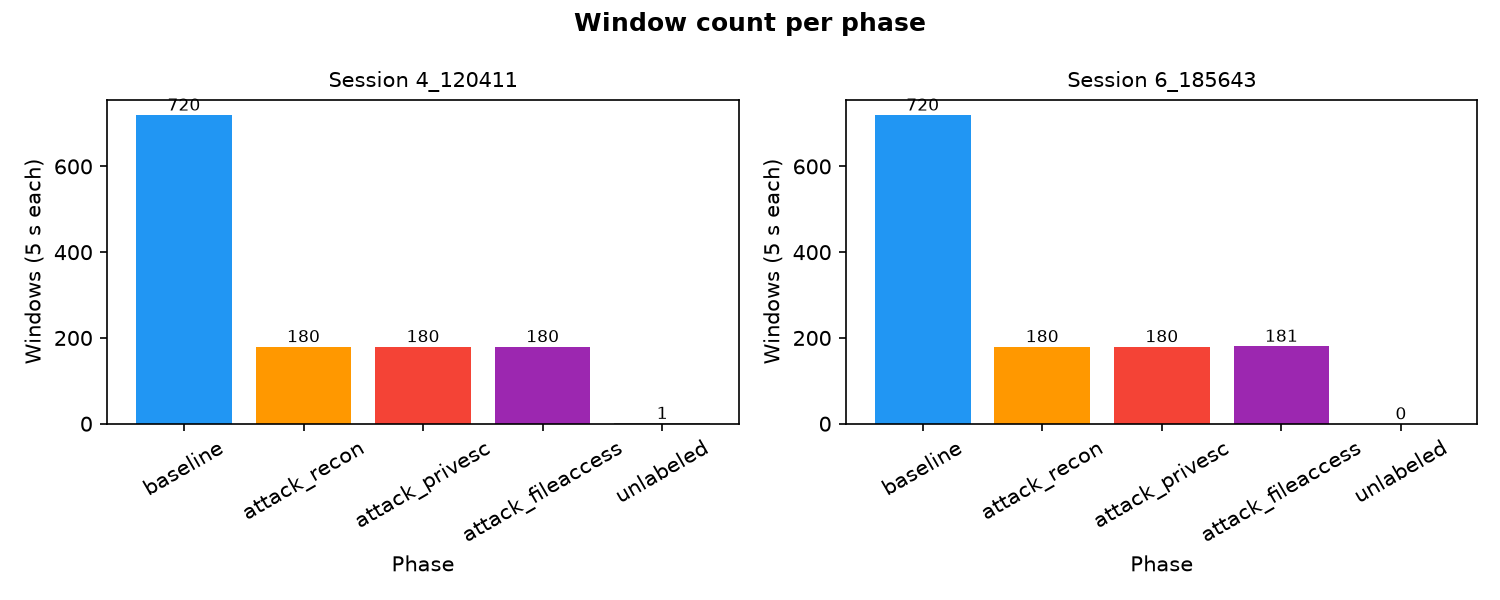 Window count per phase
Session 4_120411
Windows (5 s each)
600
400
200
0
720
180
180
180
1
baseline
attack_recon
attack_privesc
attack_fileaccess
unlabeled
Phase
Session 6_185643
Windows (5 s each)
600
400
200
0
720
180
180
181
0
baseline
attack_recon
attack_privesc
attack_fileaccess
unlabeled
Phase